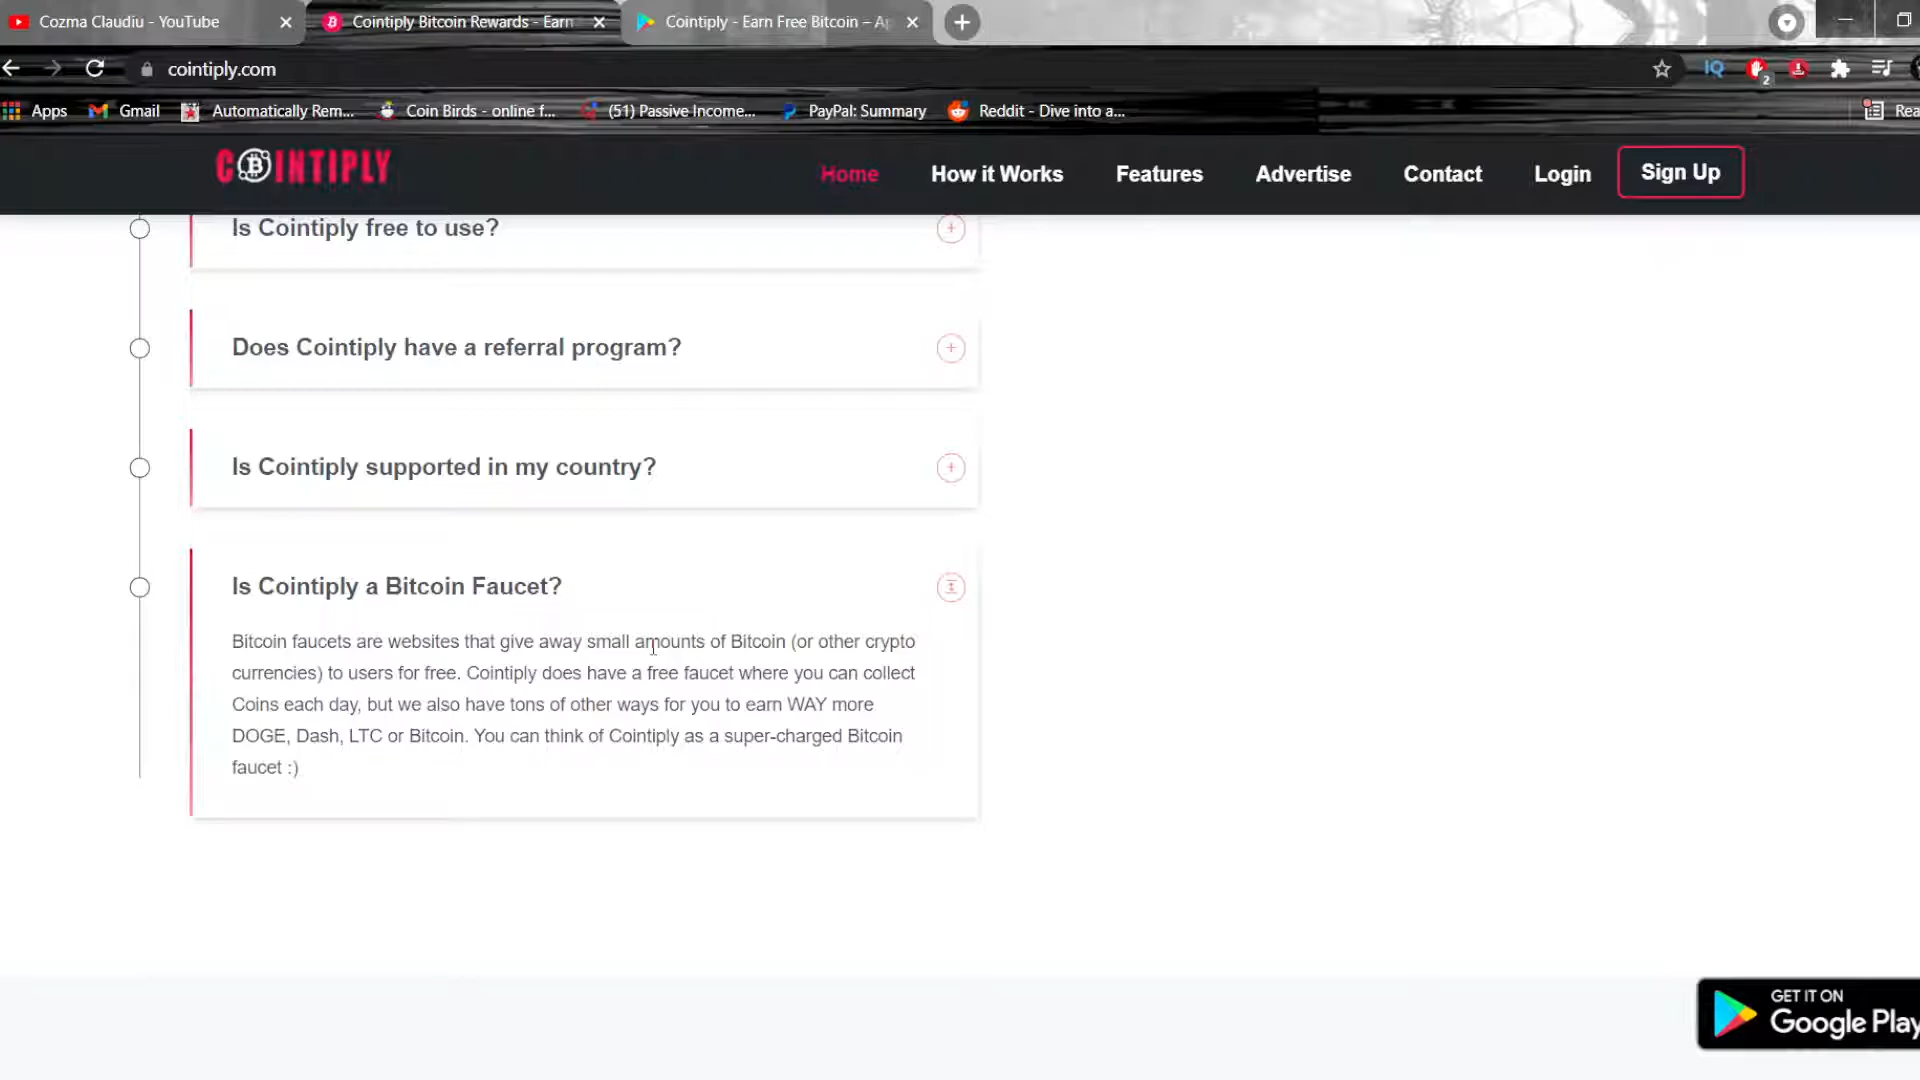 Cozma Claudiu - YouTube
Cointiply Bitcoin Rewards - Earn
Cointiply - Earn Free Bitcoin – Ap
cointiply.com
IQ
2
Apps
Gmail
Automatically Rem...
Coin Birds - online f...
(51) Passive Income...
PayPal: Summary
Reddit - Dive into a...
Rea
COINTIPLY
Home
How it Works
Features
Advertise
Contact
Login
Sign Up
Is Cointiply free to use?
Does Cointiply have a referral program?
Is Cointiply supported in my country?
Is Cointiply a Bitcoin Faucet?
Bitcoin faucets are websites that give away small amounts of Bitcoin (or other crypto
currencies) to users for free. Cointiply does have a free faucet where you can collect
Coins each day, but we also have tons of other ways for you to earn WAY more
DOGE, Dash, LTC or Bitcoin. You can think of Cointiply as a super-charged Bitcoin
faucet :)
GET IT ON
Google Play